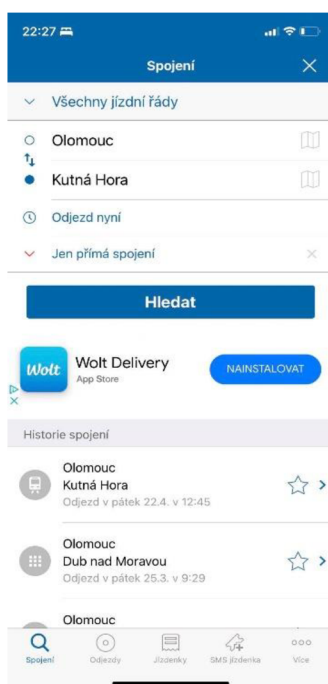 22:27
Spojení
Všechny jízdní řády
Olomouc
Kutná Hora
Odjezd nyní
Jen přímá spojení
Hledat
Wolt
Wolt Delivery
App Store
NAINSTALOVAT
Historie spojení
Olomouc
Kutná Hora
Odjezd v pátek 22.4. v 12:45
Olomouc
Dub nad Moravou
Odjezd v pátek 25.3. v 9:29
Olomouc
Spojení
Odjezdy
Jízdenky
SMS jízdenka
Více